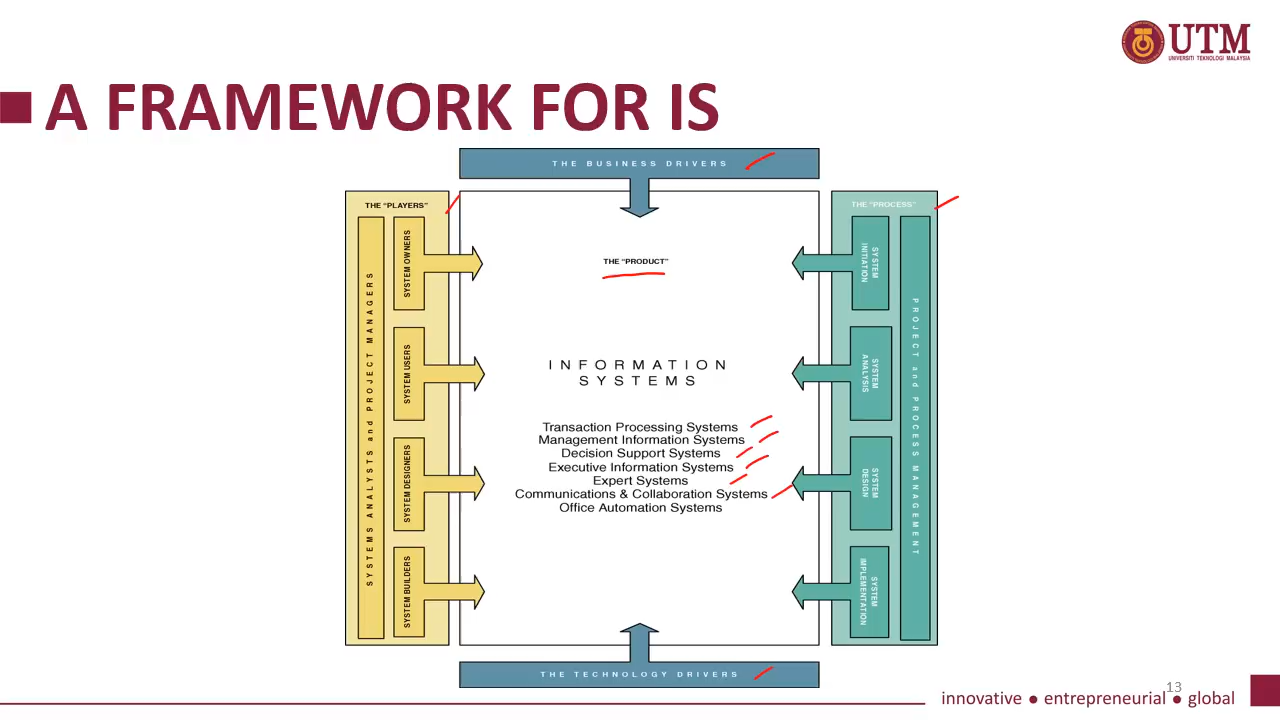 UTM
UNIVERSITI TEKNOLOGI MALAYSIA
A FRAMEWORK FOR IS
THE BUSINESS DRIVERS
THE "PLAYERS"
SYSTEMS ANALYSTS and PROJECT MANAGERS
SYSTEM OWNERS
SYSTEM USERS
SYSTEM DESIGNERS
SYSTEM BUILDERS
THE "PRODUCT"
INFORMATION
SYSTEMS
Transaction Processing Systems
Management Information Systems
Decision Support Systems
Executive Information Systems
Expert Systems
Communications & Collaboration Systems
Office Automation Systems
THE "PROCESS"
SYSTEM
INITIATION
SYSTEM
ANALYSIS
SYSTEM
DESIGN
SYSTEM
IMPLEMENTATION
PROJECT and PROCESS MANAGEMENT
THE TECHNOLOGY DRIVERS
13
innovative ● entrepreneurial ● global